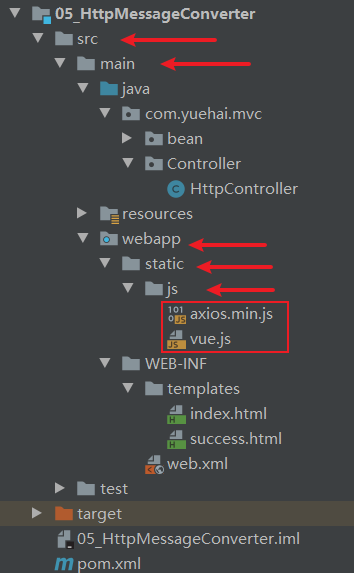 05_HttpMessageConverter
src
main
java
com.yuehai.mvc
bean
Controller
HttpController
resources
webapp
static
js
axios.min.js
vue.js
WEB-INF
templates
index.html
success.html
web.xml
test
target
05_HttpMessageConverter.iml
pom.xml